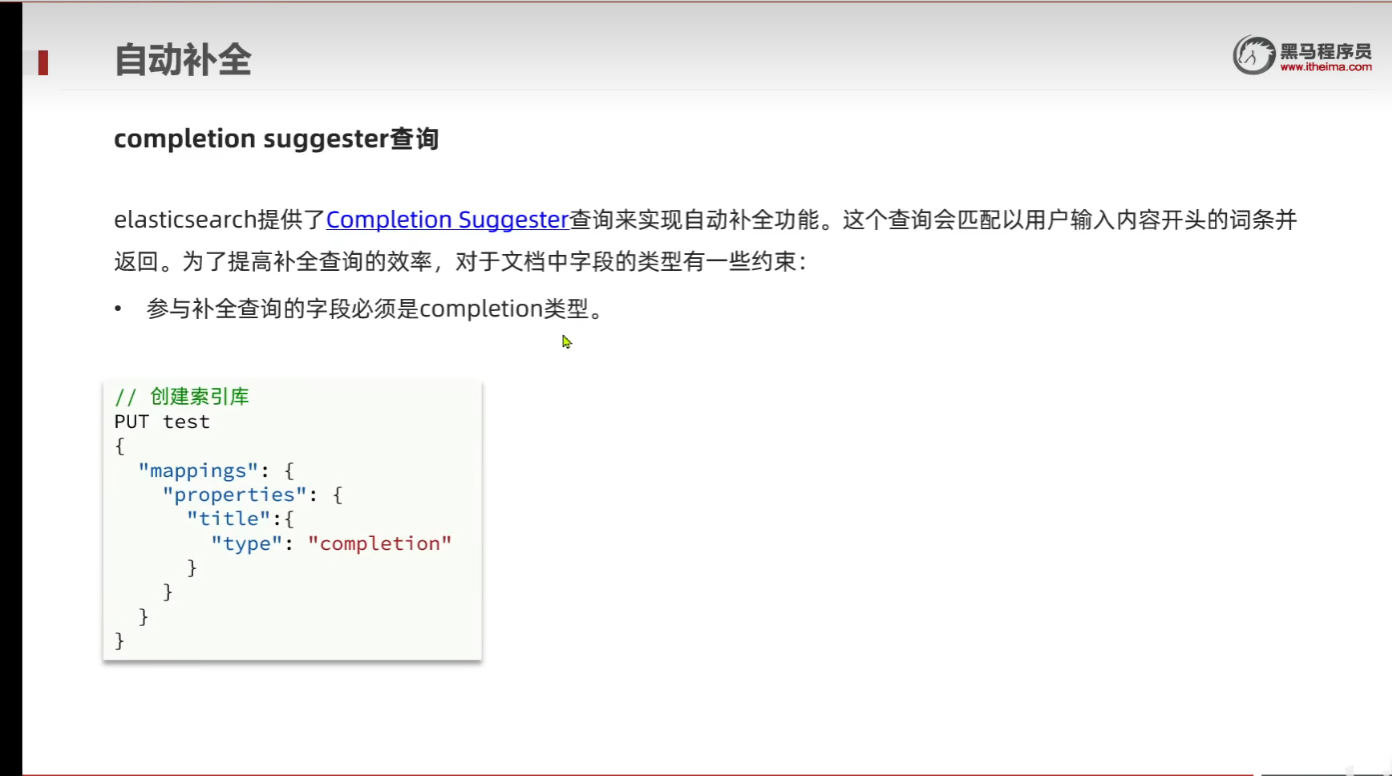 自动补全
黑马程序员
www.itheima.com
completion suggester查询
elasticsearch提供了Completion Suggester查询来实现自动补全功能。这个查询会匹配以用户输入内容开头的词条并
返回。为了提高补全查询的效率，对于文档中字段的类型有一些约束：
• 参与补全查询的字段必须是completion类型。
// 创建索引库
PUT test
{
  "mappings": {
    "properties": {
      "title":{
        "type": "completion"
      }
    }
  }
}